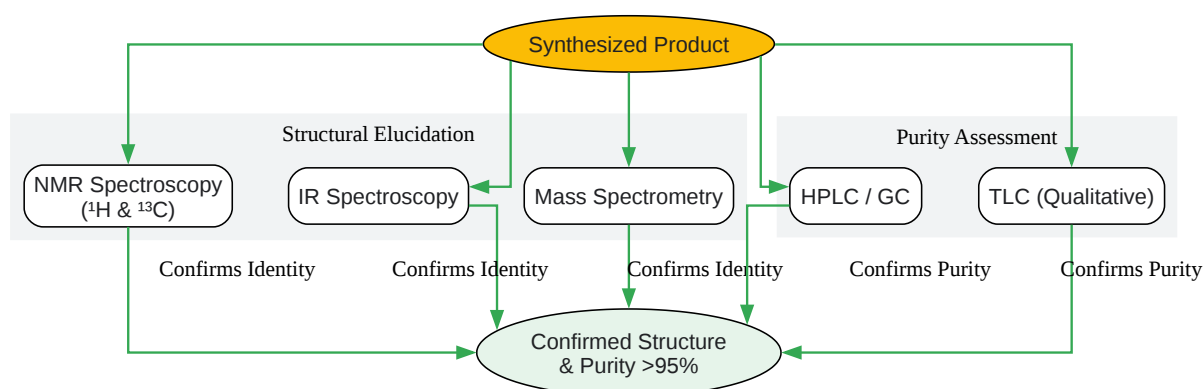 Synthesized Product
Structural Elucidation
Purity Assessment
NMR Spectroscopy
(¹H & ¹³C)
IR Spectroscopy
Mass Spectrometry
HPLC / GC
TLC (Qualitative)
Confirms Identity
Confirms Identity
Confirms Identity
Confirms Purity
Confirms Purity
Confirmed Structure
& Purity >95%